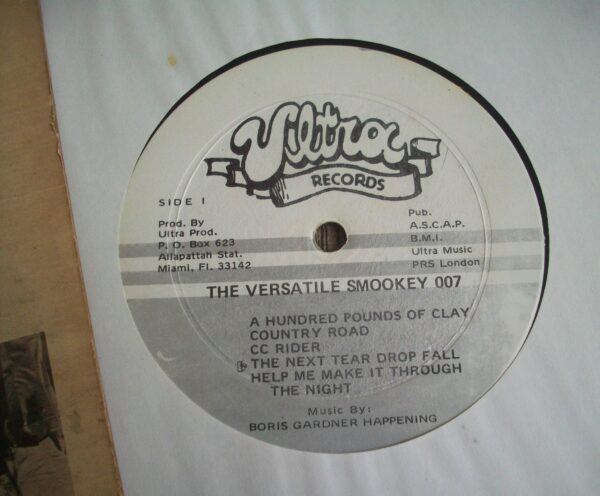 Ultra
RECORDS
SIDE I
Prod. By
Ultra Prod.
P. O. Box 623
Allapattah Stat.
Miami, Fl. 33142
Pub.
A.S.C.A.P.
B.M.I.
Ultra Music
PRS London
THE VERSATILE SMOOKEY 007
A HUNDRED POUNDS OF CLAY
COUNTRY ROAD
CC RIDER
THE NEXT TEAR DROP FALL
HELP ME MAKE IT THROUGH
THE NIGHT
Music By:
BORIS GARDNER HAPPENING